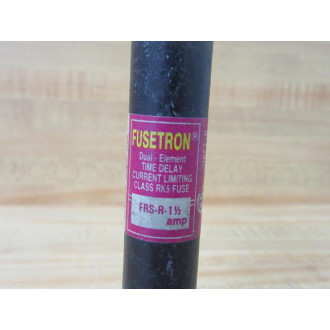 FUSETRON®
Dual-Element
TIME DELAY
CURRENT LIMITING
CLASS RK5 FUSE
FRS-R-1½
amp